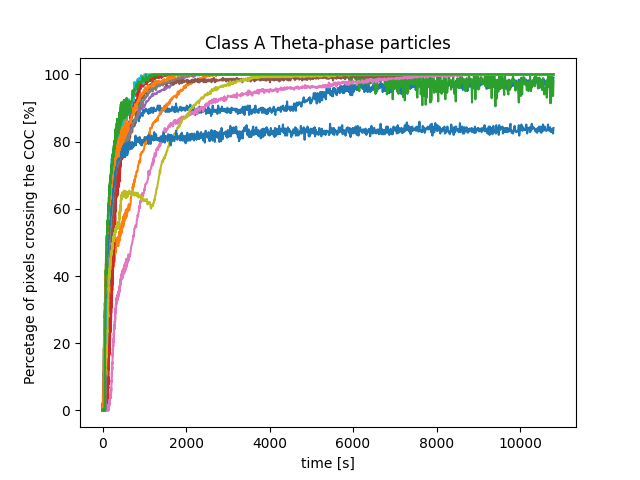 Class A Theta-phase particles
Percetage of pixels crossing the COC [%]
100
80
60
40
20
0
0 2000 4000 6000 8000 10000
time [s]